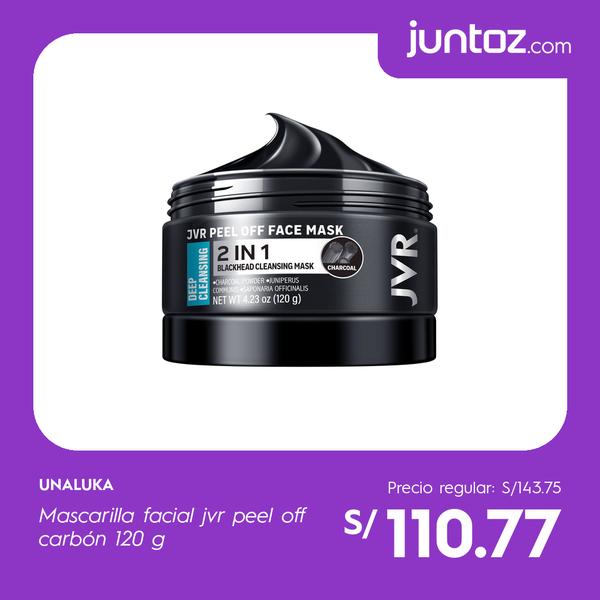 juntoz.com
JVR PEEL OFF FACE MASK
DEEP CLEANSING
2 IN 1
BLACKHEAD CLEANSING MASK
CHARCOAL
•CHARCOAL POWDER •JUNIPERUS
COMMUNIS •SAPONARIA OFFICINALIS
NET WT 4.23 oz (120 g)
JVR
UNALUKA
Mascarilla facial jvr peel off
carbón 120 g
Precio regular: S/143.75
S/110.77